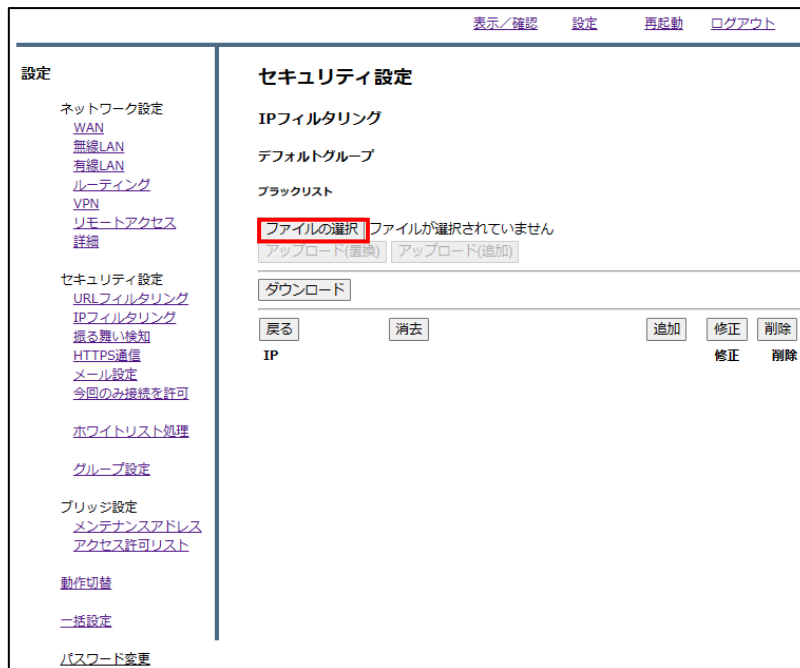 表示／確認 設定 再起動 ログアウト
設定
ネットワーク設定
WAN
無線LAN
有線LAN
ルーティング
VPN
リモートアクセス
詳細
セキュリティ設定
URLフィルタリング
IPフィルタリング
振る舞い検知
HTTPS通信
メール設定
今回のみ接続を許可
ホワイトリスト処理
グループ設定
ブリッジ設定
メンテナンスアドレス
アクセス許可リスト
動作切替
一括設定
パスワード変更
セキュリティ設定
IPフィルタリング
デフォルトグループ
ブラックリスト
ファイルの選択 ファイルが選択されていません
アップロード(置換) アップロード(追加)
ダウンロード
戻る 消去 追加 修正 削除
IP 修正 削除